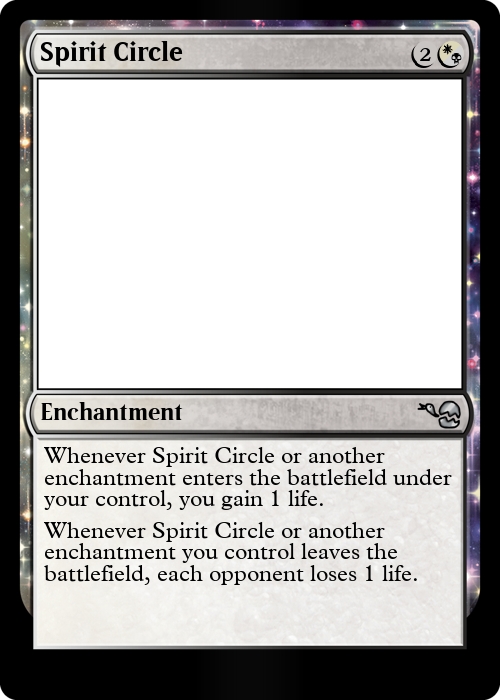 Spirit Circle 2
Enchantment
Whenever Spirit Circle or another
enchantment enters the battlefield under
your control, you gain 1 life.
Whenever Spirit Circle or another
enchantment you control leaves the
battlefield, each opponent loses 1 life.